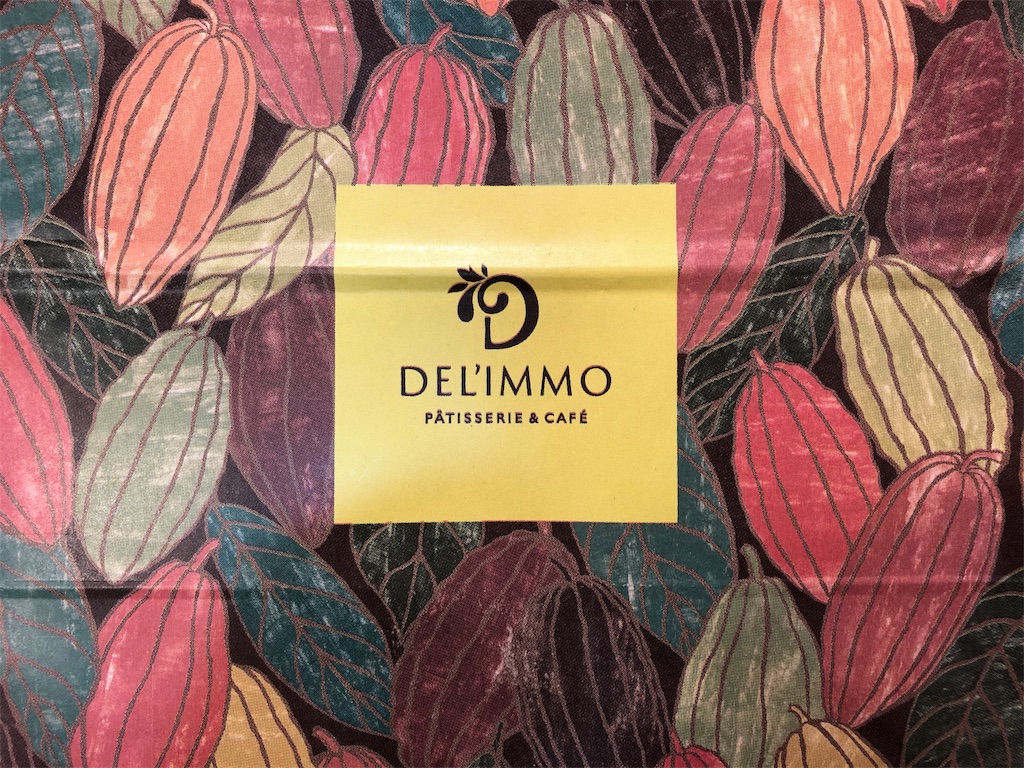 D
DEL'IMMO
PÂTISSERIE & CAFÉ